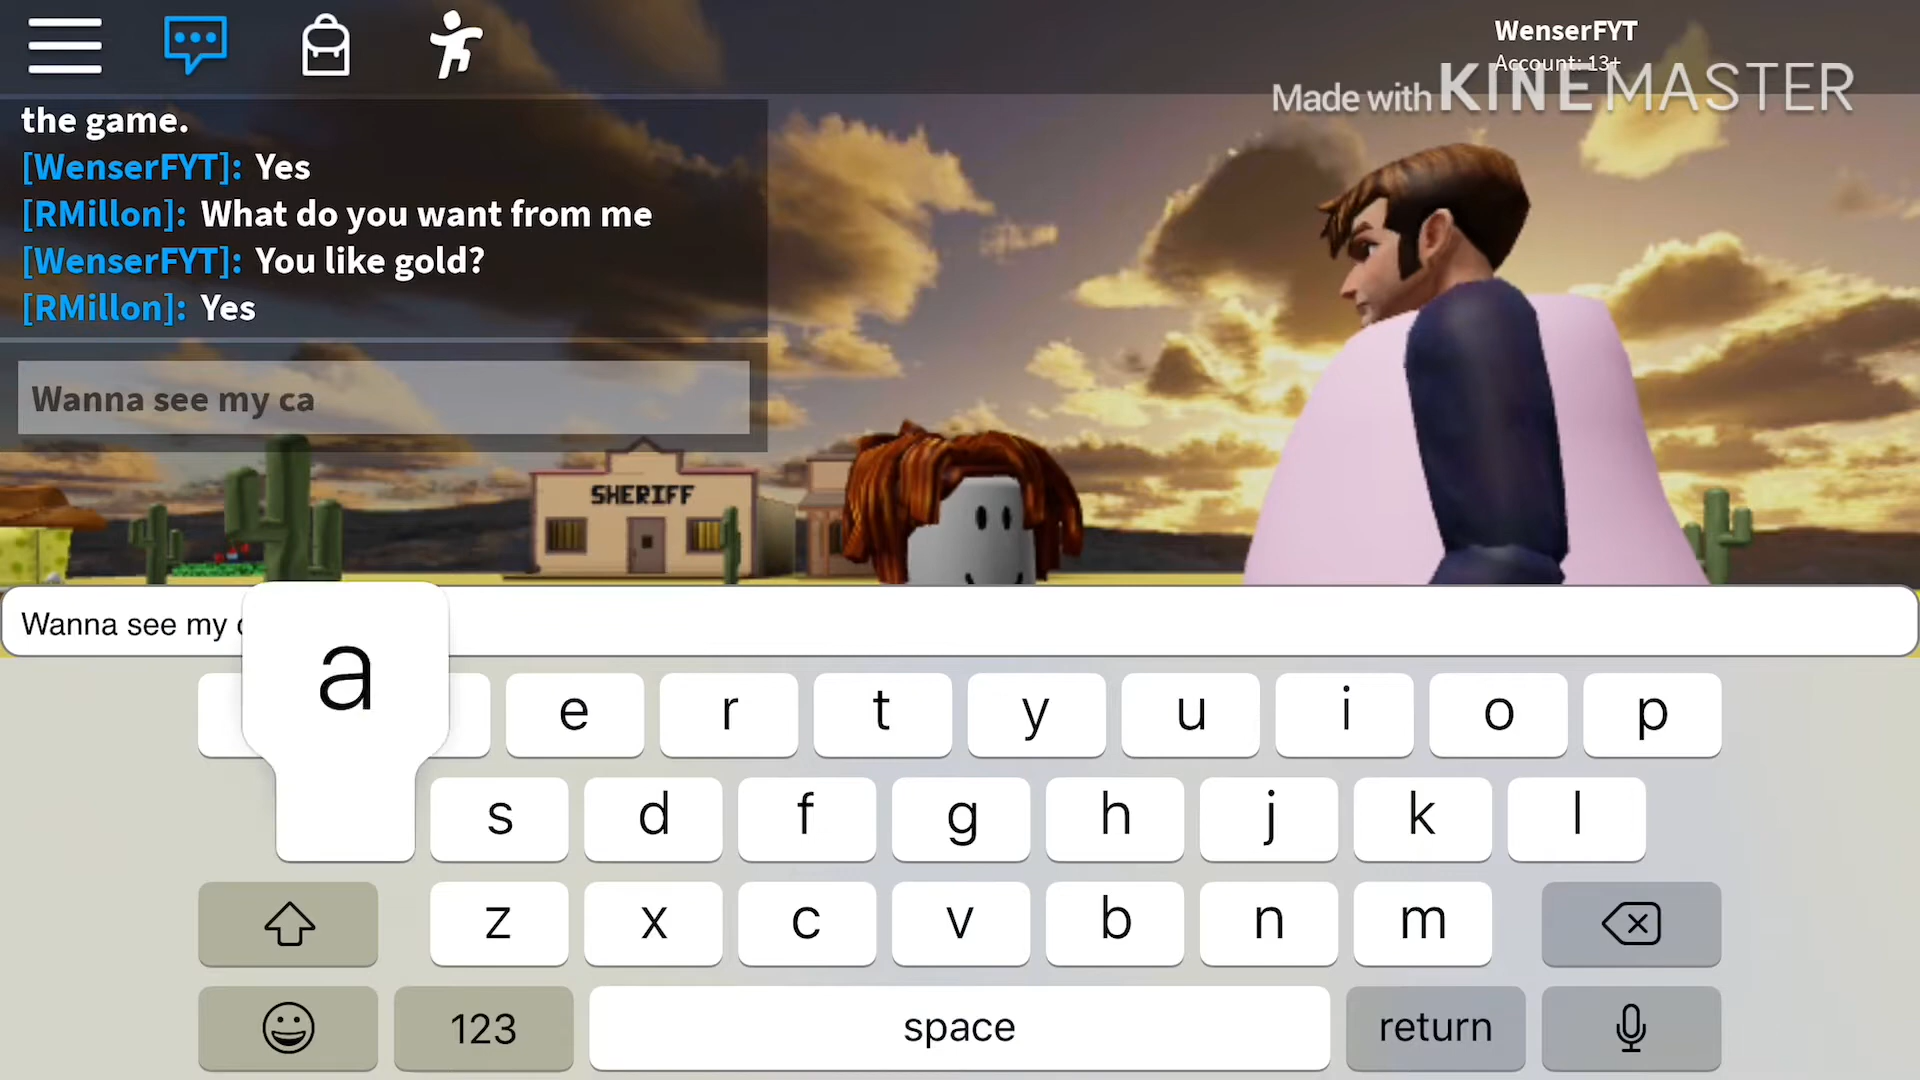 WenserFYT
Account: 13+
Made with KINEMASTER
the game.
[WenserFYT]: Yes
[RMillon]: What do you want from me
[WenserFYT]: You like gold?
[RMillon]: Yes
Wanna see my ca
SHERIFF
Wanna see my c
a
e r t y u i o p
s d f g h j k l
z x c v b n m
123 space return